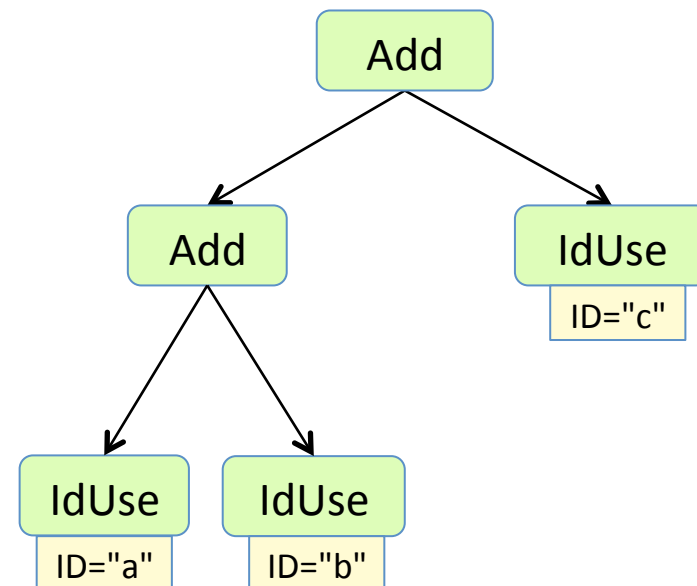 Add
Add
IdUse
ID="c"
IdUse
IdUse
ID="a"
ID="b"